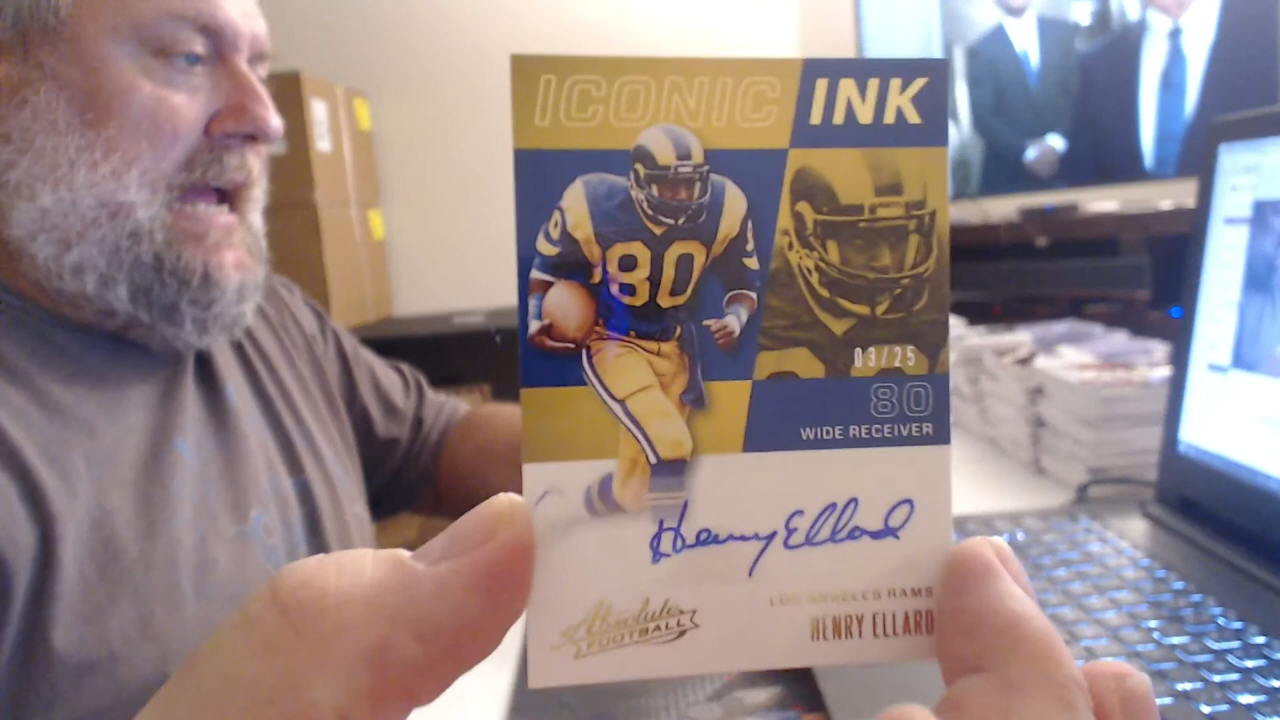 ICONIC INK
80
80
03/25
80
WIDE RECEIVER
Henry Ellard
LOS ANGELES RAMS
HENRY ELLARD
Absolute
FOOTBALL